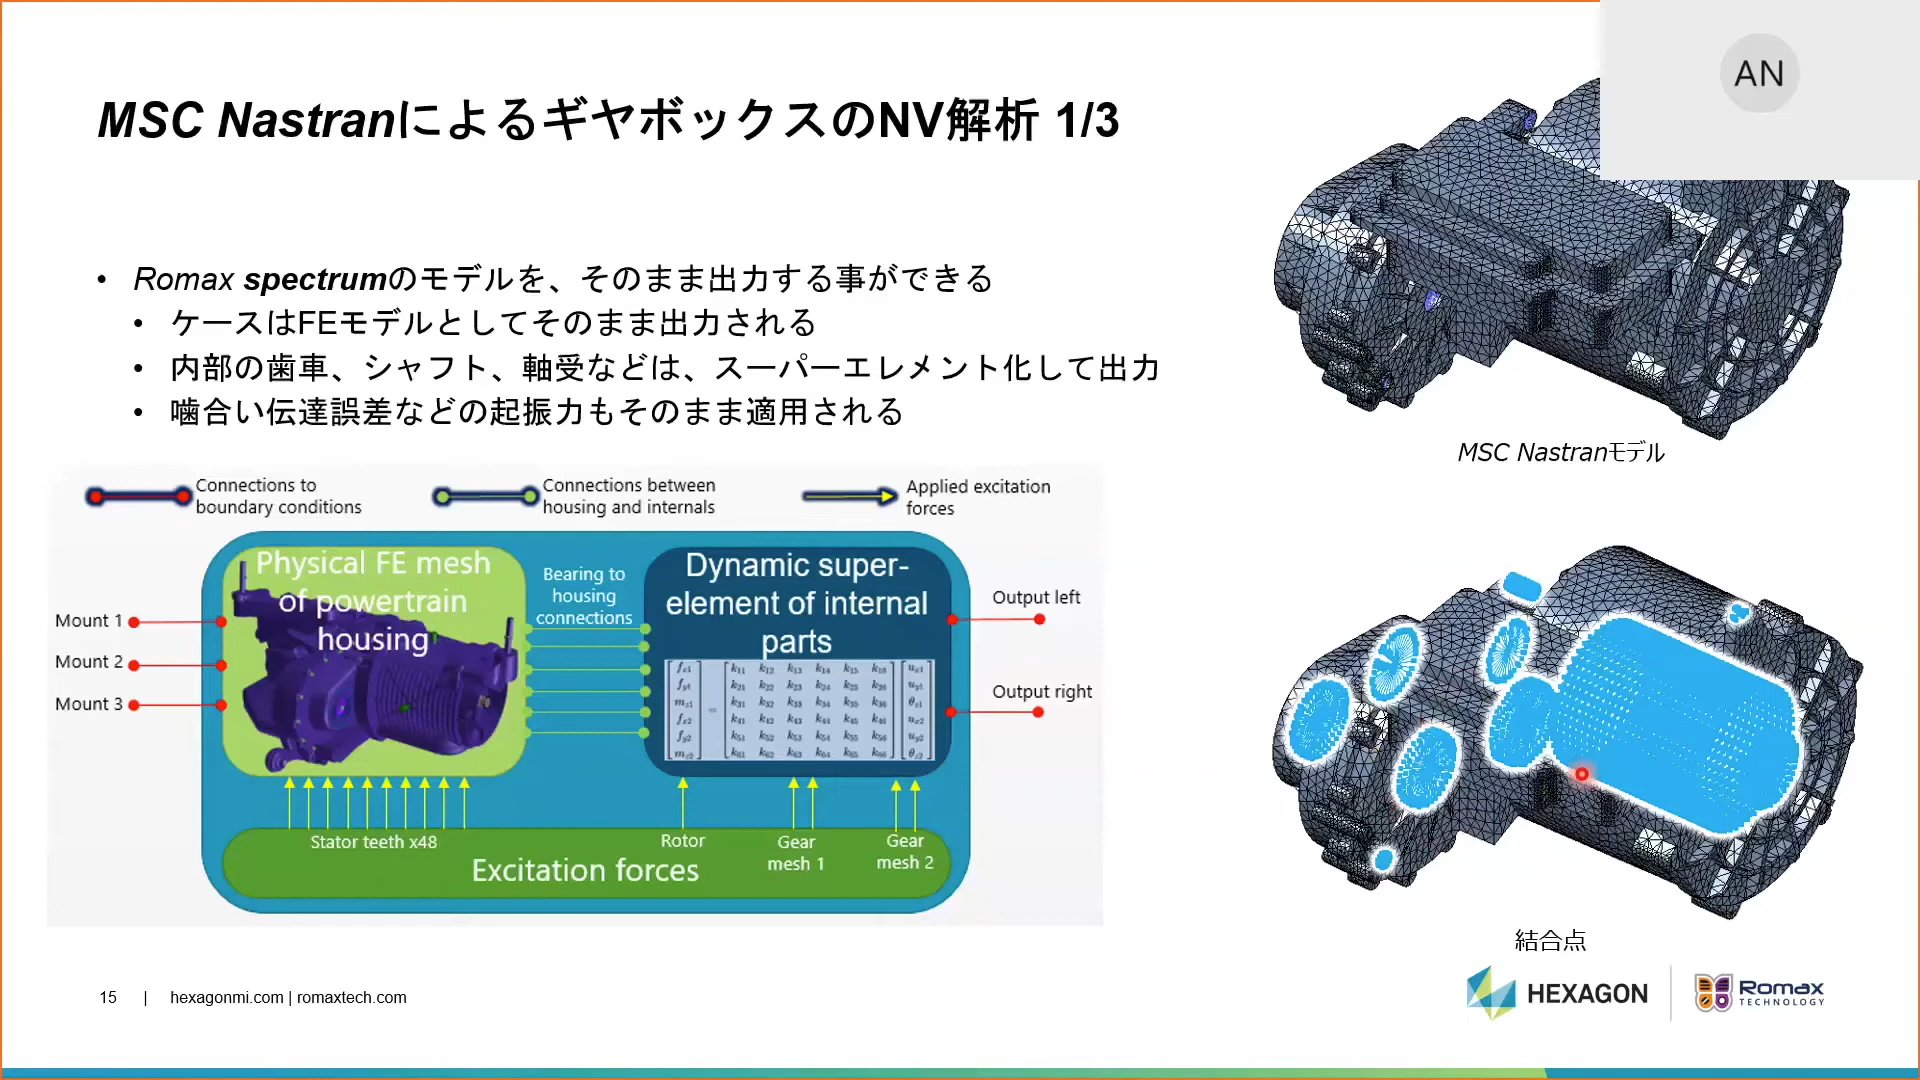 AN
MSC Nastranによるギヤボックスの NV解析 1/3
• Romax spectrumのモデルを、そのまま出力する事ができる
• ケースはFEモデルとしてそのまま出力される
• 内部の歯車、シャフト、軸受などは、スーパーエレメント化して出力
• 噛合い伝達誤差などの起振力もそのまま適用される
MSC Nastranモデル
Connections to
boundary conditions
Connections between
housing and internals
Applied excitation
forces
Physical FE mesh
of powertrain
housing
Bearing to
housing
connections
Dynamic super-
element of internal
parts
Mount 1
Mount 2
Mount 3
Output left
Output right
Stator teeth x48
Rotor
Gear
mesh 1
Gear
mesh 2
Excitation forces
結合点
15 | hexagonmi.com | romaxtech.com
HEXAGON
Romax
TECHNOLOGY